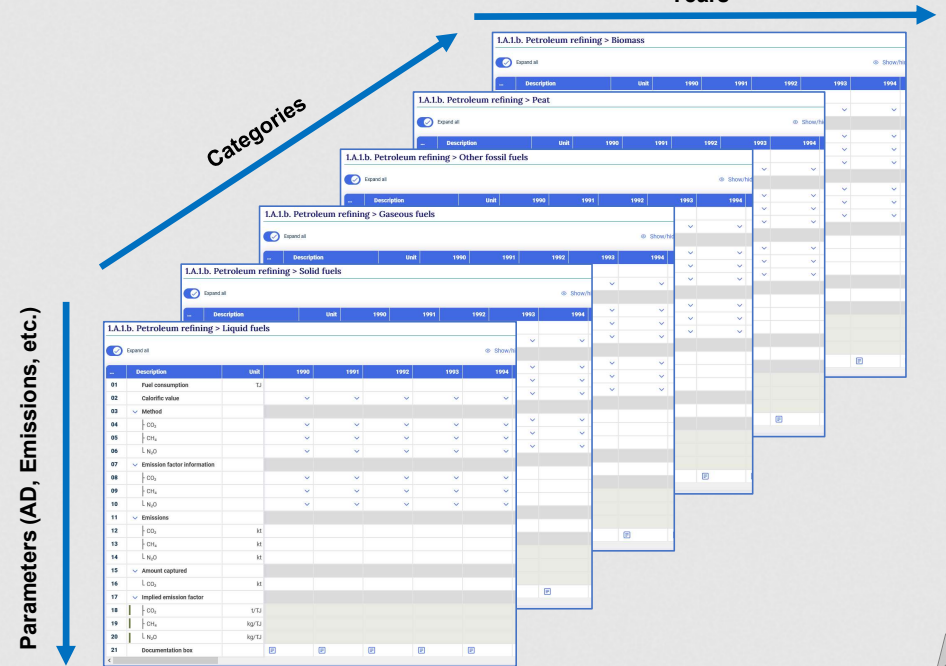 Years
Categories
Parameters (AD, Emissions, etc.)
1.A.1.b. Petroleum refining > Biomass
Expand all
Show/hid
... Description Unit 1990 1991 1992 1993 1994
1.A.1.b. Petroleum refining > Peat
Expand all
Show/hi
... Description Unit 1990 1991 1992 1993 1994
1.A.1.b. Petroleum refining > Other fossil fuels
Expand all
Show/hid
... Description Unit 1990 1991 1992 1993 1994
1.A.1.b. Petroleum refining > Gaseous fuels
Expand all
Show/hid
... Description Unit 1990 1991 1992 1993 1994
1.A.1.b. Petroleum refining > Solid fuels
Expand all
Show/h
... Description Unit 1990 1991 1992 1993 1994
1.A.1.b. Petroleum refining > Liquid fuels
Expand all
Show/h
... Description Unit 1990 1991 1992 1993 1994
01 Fuel consumption TJ
02 Calorific value
03 Method
04 CO₂
05 CH₄
06 N₂O
07 Emission factor information
08 CO₂
09 CH₄
10 N₂O
11 Emissions
12 CO₂ kt
13 CH₄ kt
14 N₂O kt
15 Amount captured
16 CO₂ kt
17 Implied emission factor
18 CO₂ t/TJ
19 CH₄ kg/TJ
20 N₂O kg/TJ
21 Documentation box